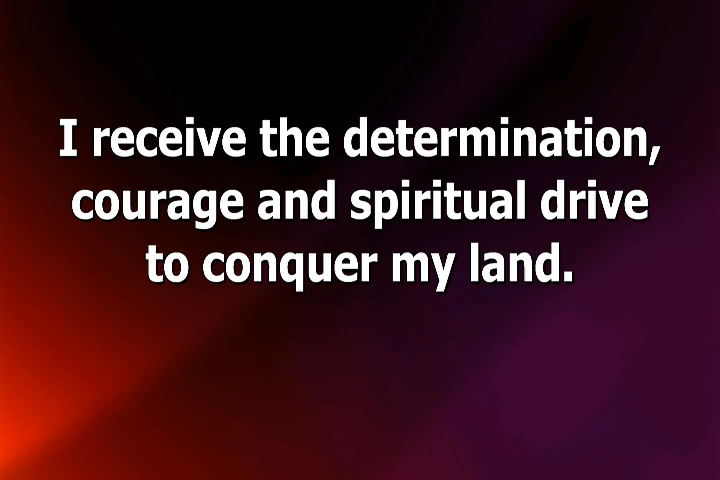 I receive the determination,
courage and spiritual drive
to conquer my land.